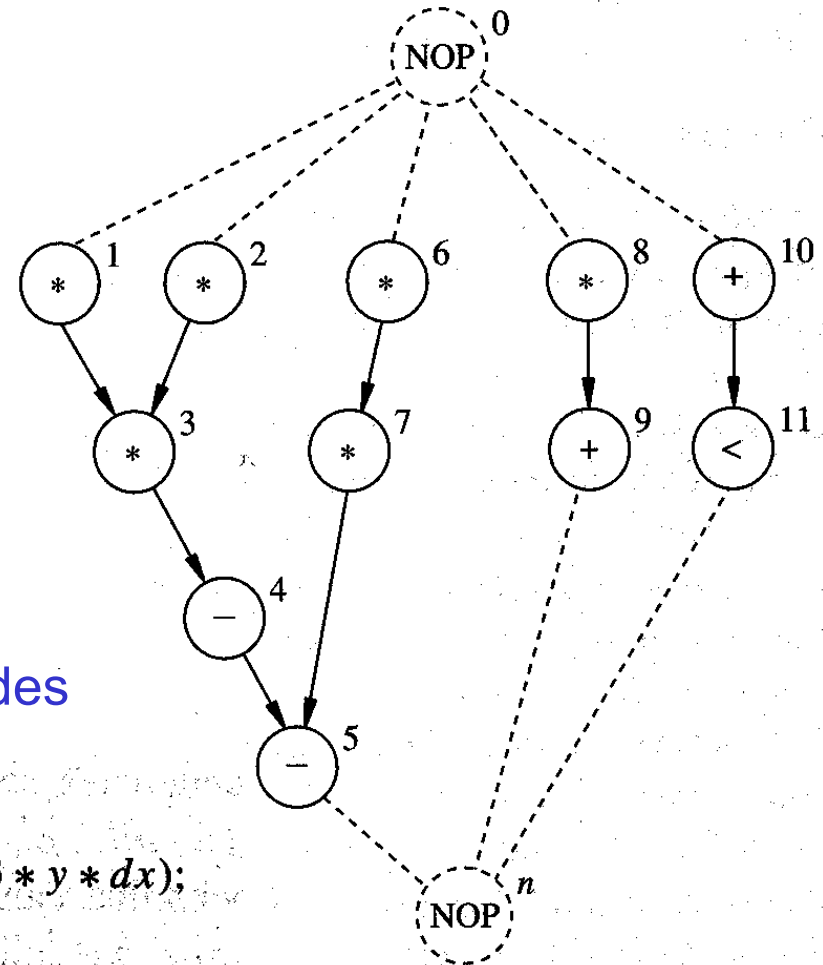 0
NOP
1 2 6 8 10
* * * * +
3 7 9 11
* * + <
4
−
des
5
−
* y * dx);
n
NOP